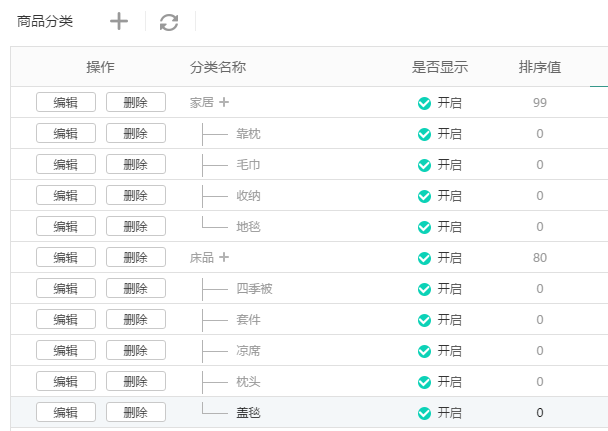 商品分类
操作 分类名称 是否显示 排序值
编辑 删除 家居 开启 99
编辑 删除 靠枕 开启 0
编辑 删除 毛巾 开启 0
编辑 删除 收纳 开启 0
编辑 删除 地毯 开启 0
编辑 删除 床品 开启 80
编辑 删除 四季被 开启 0
编辑 删除 套件 开启 0
编辑 删除 凉席 开启 0
编辑 删除 枕头 开启 0
编辑 删除 盖毯 开启 0